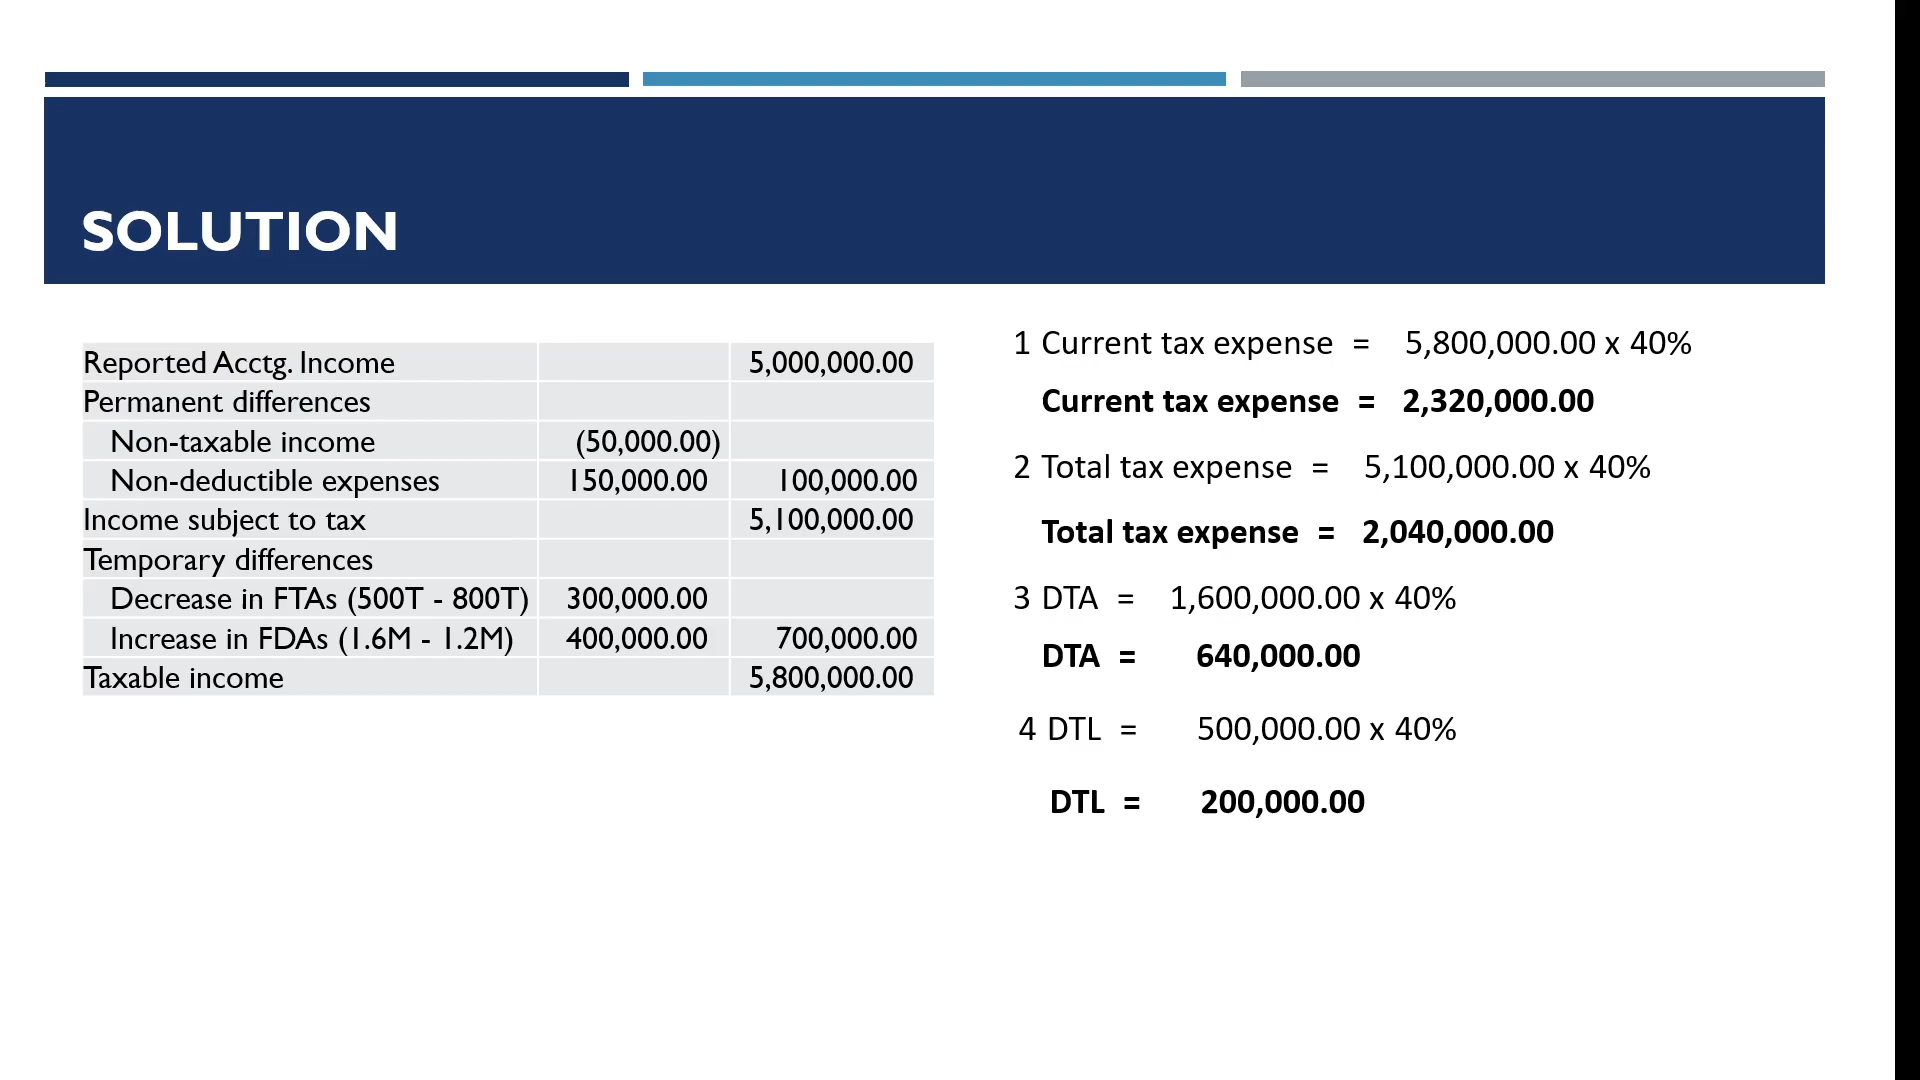 SOLUTION
Reported Acctg. Income 5,000,000.00
Permanent differences
Non-taxable income (50,000.00)
Non-deductible expenses 150,000.00 100,000.00
Income subject to tax 5,100,000.00
Temporary differences
Decrease in FTAs (500T - 800T) 300,000.00
Increase in FDAs (1.6M - 1.2M) 400,000.00 700,000.00
Taxable income 5,800,000.00
1 Current tax expense = 5,800,000.00 x 40%
Current tax expense = 2,320,000.00
2 Total tax expense = 5,100,000.00 x 40%
Total tax expense = 2,040,000.00
3 DTA = 1,600,000.00 x 40%
DTA = 640,000.00
4 DTL = 500,000.00 x 40%
DTL = 200,000.00